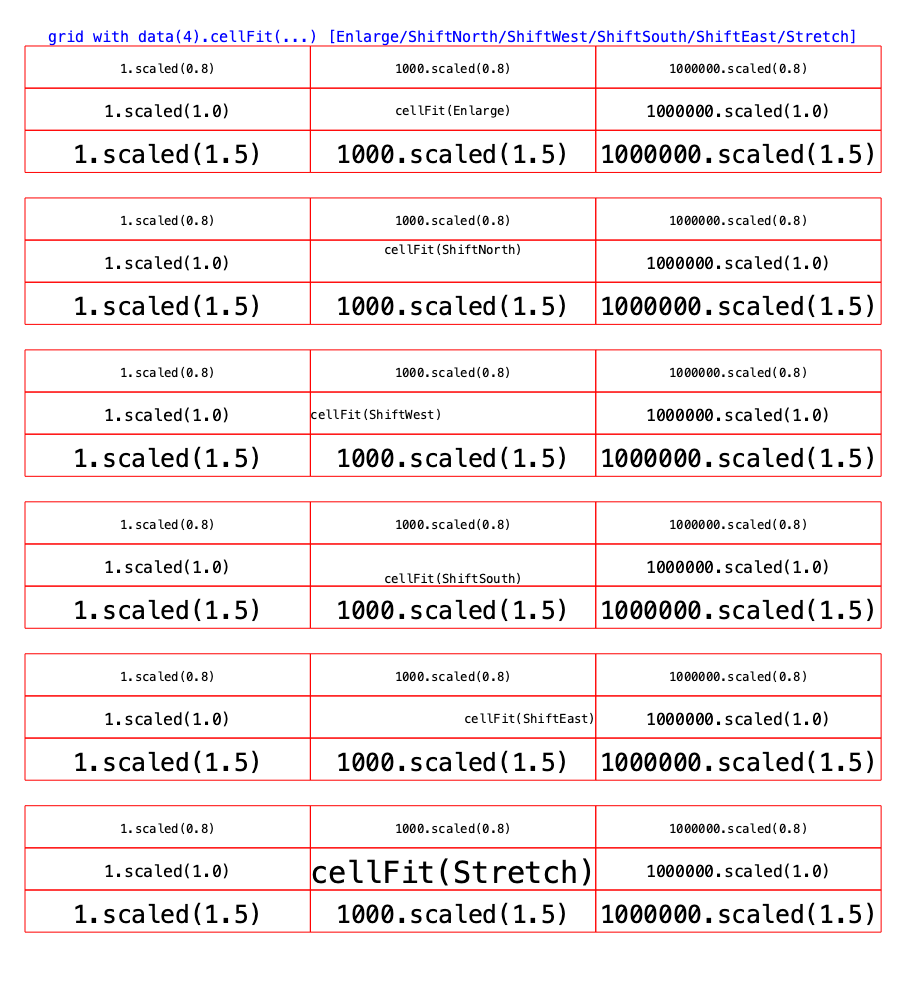 grid with data(4).cellFit(...) [Enlarge/ShiftNorth/ShiftWest/ShiftSouth/ShiftEast/Stretch]
1.scaled(0.8) 1000.scaled(0.8) 1000000.scaled(0.8)
1.scaled(1.0) cellFit(Enlarge) 1000000.scaled(1.0)
1.scaled(1.5) 1000.scaled(1.5) 1000000.scaled(1.5)
1.scaled(0.8) 1000.scaled(0.8) 1000000.scaled(0.8)
1.scaled(1.0) cellFit(ShiftNorth) 1000000.scaled(1.0)
1.scaled(1.5) 1000.scaled(1.5) 1000000.scaled(1.5)
1.scaled(0.8) 1000.scaled(0.8) 1000000.scaled(0.8)
1.scaled(1.0) cellFit(ShiftWest) 1000000.scaled(1.0)
1.scaled(1.5) 1000.scaled(1.5) 1000000.scaled(1.5)
1.scaled(0.8) 1000.scaled(0.8) 1000000.scaled(0.8)
1.scaled(1.0) cellFit(ShiftSouth) 1000000.scaled(1.0)
1.scaled(1.5) 1000.scaled(1.5) 1000000.scaled(1.5)
1.scaled(0.8) 1000.scaled(0.8) 1000000.scaled(0.8)
1.scaled(1.0) cellFit(ShiftEast) 1000000.scaled(1.0)
1.scaled(1.5) 1000.scaled(1.5) 1000000.scaled(1.5)
1.scaled(0.8) 1000.scaled(0.8) 1000000.scaled(0.8)
1.scaled(1.0) cellFit(Stretch) 1000000.scaled(1.0)
1.scaled(1.5) 1000.scaled(1.5) 1000000.scaled(1.5)